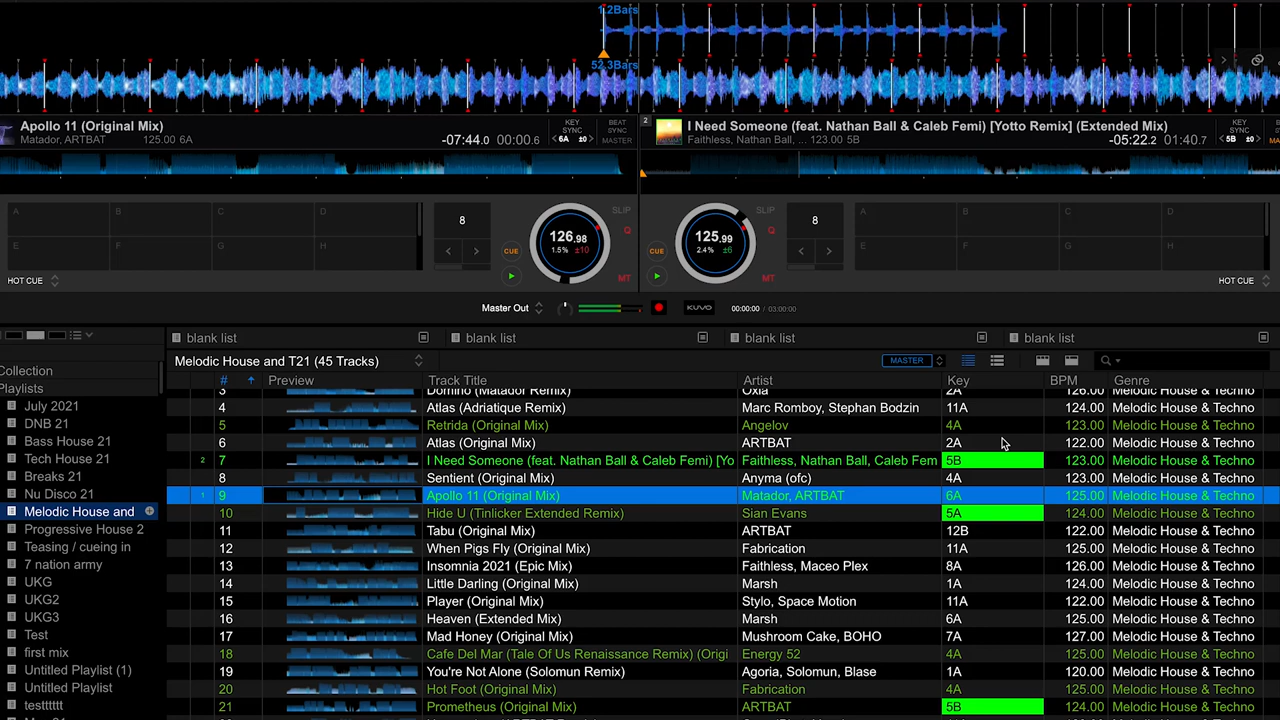 1.2Bars
52.3Bars
Apollo 11 (Original Mix)
Matador, ARTBAT 125.00 6A
-07:44.0 00:00.6
KEY SYNC
< 6A ±0 >
BEAT SYNC
MASTER
2 I Need Someone (feat. Nathan Ball & Caleb Femi) [Yotto Remix] (Extended Mix)
Faithless, Nathan Ball, ... 123.00 5B
-05:22.2 01:40.7
KEY SYNC
< 5B ±0 >
A B C D
E F G H
HOT CUE
8
< >
CUE
126.98
1.5% ±10
SLIP
Q
MT
CUE
125.99
2.4% ±6
SLIP
Q
MT
8
< >
A B C D
E F G H
HOT CUE
Master Out
KUVO
00:00:00 / 03:00:00
blank list blank list blank list blank list
Melodic House and T21 (45 Tracks)
MASTER
Collection
Playlists
July 2021
DNB 21
Bass House 21
Tech House 21
Breaks 21
Nu Disco 21
Melodic House and
Progressive House 2
Teasing / cueing in
7 nation army
UKG
UKG2
UKG3
Test
first mix
Untitled Playlist (1)
Untitled Playlist
testttttt
# Preview Track Title Artist Key BPM Genre
3 Domino (Matador Remix) Oxia 2A 126.00 Melodic House & Techno
4 Atlas (Adriatique Remix) Marc Romboy, Stephan Bodzin 11A 124.00 Melodic House & Techno
5 Retrida (Original Mix) Angelov 4A 123.00 Melodic House & Techno
6 Atlas (Original Mix) ARTBAT 2A 122.00 Melodic House & Techno
2 7 I Need Someone (feat. Nathan Ball & Caleb Femi) [Yo Faithless, Nathan Ball, Caleb Fem 5B 123.00 Melodic House & Techno
8 Sentient (Original Mix) Anyma (ofc) 4A 123.00 Melodic House & Techno
1 9 Apollo 11 (Original Mix) Matador, ARTBAT 6A 125.00 Melodic House & Techno
10 Hide U (Tinlicker Extended Remix) Sian Evans 5A 124.00 Melodic House & Techno
11 Tabu (Original Mix) ARTBAT 12B 122.00 Melodic House & Techno
12 When Pigs Fly (Original Mix) Fabrication 11A 125.00 Melodic House & Techno
13 Insomnia 2021 (Epic Mix) Faithless, Maceo Plex 8A 126.00 Melodic House & Techno
14 Little Darling (Original Mix) Marsh 1A 124.00 Melodic House & Techno
15 Player (Original Mix) Stylo, Space Motion 11A 122.00 Melodic House & Techno
16 Heaven (Extended Mix) Marsh 6A 125.00 Melodic House & Techno
17 Mad Honey (Original Mix) Mushroom Cake, BOHO 7A 127.00 Melodic House & Techno
18 Cafe Del Mar (Tale Of Us Renaissance Remix) (Origi Energy 52 4A 125.00 Melodic House & Techno
19 You're Not Alone (Solomun Remix) Agoria, Solomun, Blase 1A 120.00 Melodic House & Techno
20 Hot Foot (Original Mix) Fabrication 4A 125.00 Melodic House & Techno
21 Prometheus (Original Mix) ARTBAT 5B 124.00 Melodic House & Techno